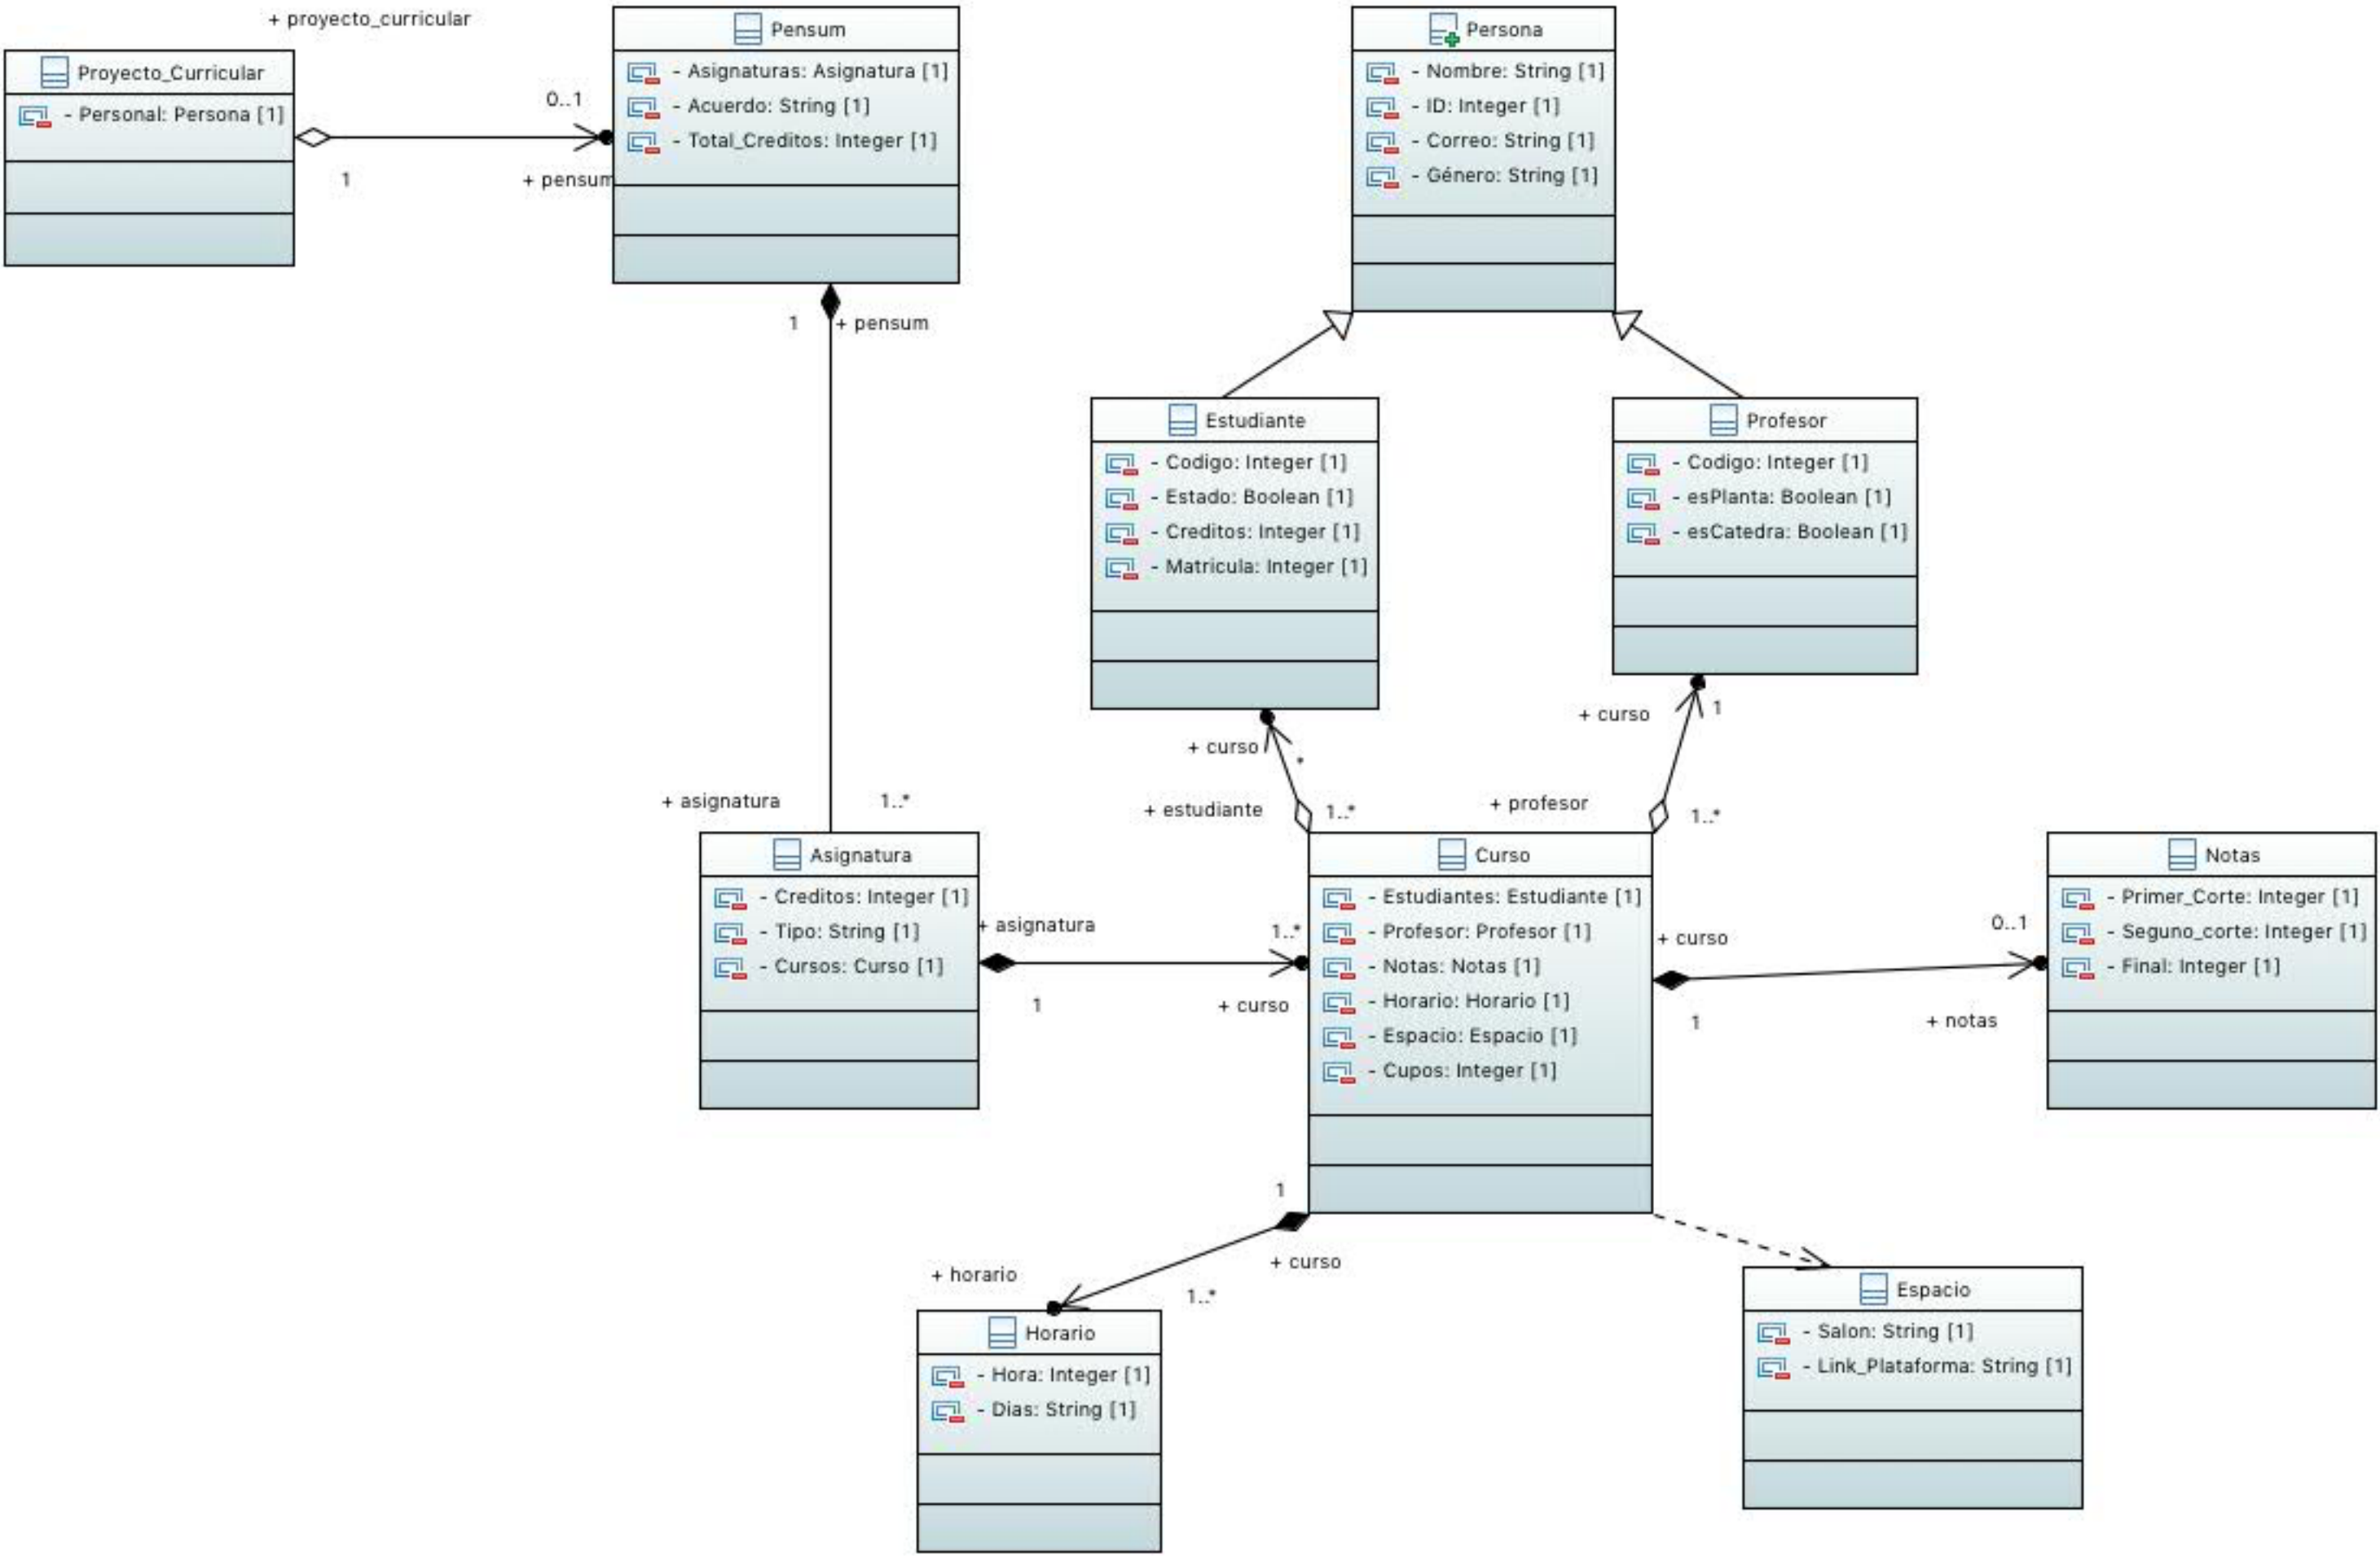 + proyecto_curricular
Proyecto_Curricular
- Personal: Persona [1]
0..1
1
+ pensum
Pensum
- Asignaturas: Asignatura [1]
- Acuerdo: String [1]
- Total_Creditos: Integer [1]
1
+ pensum
Persona
- Nombre: String [1]
- ID: Integer [1]
- Correo: String [1]
- Género: String [1]
Estudiante
- Codigo: Integer [1]
- Estado: Boolean [1]
- Creditos: Integer [1]
- Matricula: Integer [1]
Profesor
- Codigo: Integer [1]
- esPlanta: Boolean [1]
- esCatedra: Boolean [1]
+ curso
*
+ estudiante
1..*
+ curso
1
+ profesor
1..*
+ asignatura
1..*
Asignatura
- Creditos: Integer [1]
- Tipo: String [1]
- Cursos: Curso [1]
+ asignatura
1..*
1
+ curso
Curso
- Estudiantes: Estudiante [1]
- Profesor: Profesor [1]
- Notas: Notas [1]
- Horario: Horario [1]
- Espacio: Espacio [1]
- Cupos: Integer [1]
+ curso
0..1
1
+ notas
Notas
- Primer_Corte: Integer [1]
- Seguno_corte: Integer [1]
- Final: Integer [1]
1
+ curso
+ horario
1..*
Horario
- Hora: Integer [1]
- Dias: String [1]
Espacio
- Salon: String [1]
- Link_Plataforma: String [1]